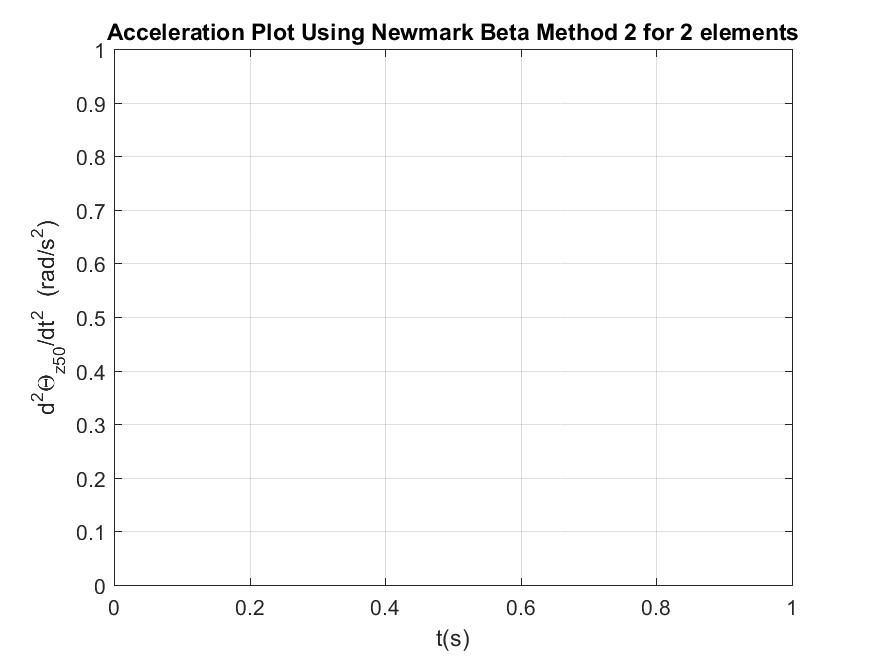 Acceleration Plot Using Newmark Beta Method 2 for 2 elements
1
0.9
0.8
0.7
0.6
0.5
0.4
0.3
0.2
0.1
0
d²Θ_z50/dt² (rad/s²)
0 0.2 0.4 0.6 0.8 1
t(s)